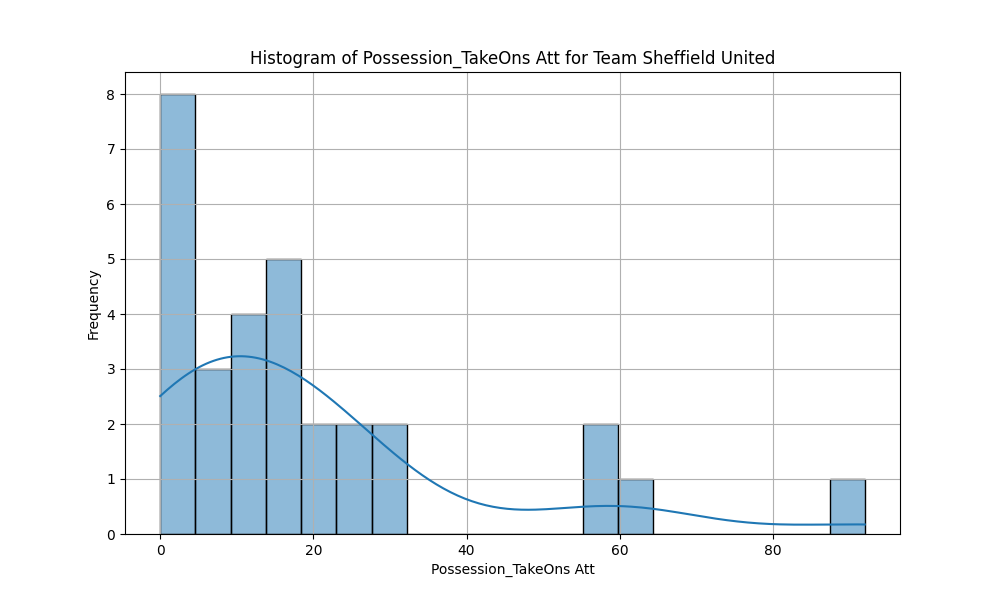 Histogram of Possession_TakeOns Att for Team Sheffield United
Frequency
8
7
6
5
4
3
2
1
0
0 20 40 60 80
Possession_TakeOns Att